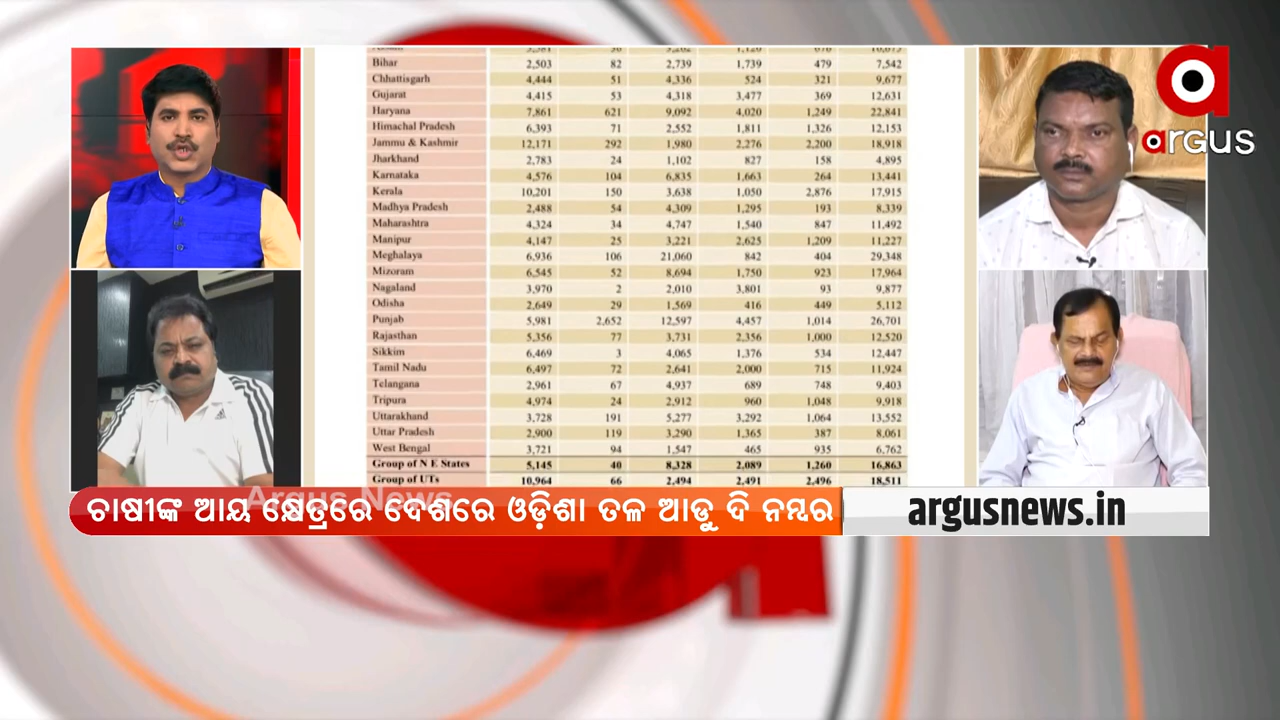 Bihar 2,503 82 2,739 1,739 479 7,542
Chhattisgarh 4,444 51 4,336 524 321 9,677
Gujarat 4,415 53 4,318 3,477 369 12,631
Haryana 7,861 621 9,092 4,020 1,249 22,841
Himachal Pradesh 6,393 71 2,552 1,811 1,326 12,153
Jammu & Kashmir 12,171 292 1,980 2,276 2,200 18,918
Jharkhand 2,783 24 1,102 827 158 4,895
Karnataka 4,576 104 6,835 1,663 264 13,441
Kerala 10,201 150 3,638 1,050 2,876 17,915
Madhya Pradesh 2,488 54 4,309 1,295 193 8,339
Maharashtra 4,324 34 4,747 1,540 847 11,492
Manipur 4,147 25 3,221 2,625 1,209 11,227
Meghalaya 6,936 106 21,060 842 404 29,348
Mizoram 6,545 52 8,694 1,750 923 17,964
Nagaland 3,970 2 2,010 3,801 93 9,877
Odisha 2,649 29 1,569 416 449 5,112
Punjab 5,981 2,652 12,597 4,457 1,014 26,701
Rajasthan 5,356 77 3,731 2,356 1,000 12,520
Sikkim 6,469 3 4,065 1,376 534 12,447
Tamil Nadu 6,497 72 2,641 2,000 715 11,924
Telangana 2,961 67 4,937 689 748 9,403
Tripura 4,974 24 2,912 960 1,048 9,918
Uttarakhand 3,728 191 5,277 3,292 1,064 13,552
Uttar Pradesh 2,900 119 3,290 1,365 387 8,061
West Bengal 3,721 94 1,547 465 935 6,762
Group of N E States 5,145 40 8,328 2,089 1,260 16,863
Group of UTs 10,964 66 2,494 2,491 2,496 18,511
argus
Argus News
ଚାଷୀଙ୍କ ଆୟ କ୍ଷେତ୍ରରେ ଦେଶରେ ଓଡ଼ିଶା ତଳ ଆଡୁ ଦି ନମ୍ବର
argusnews.in